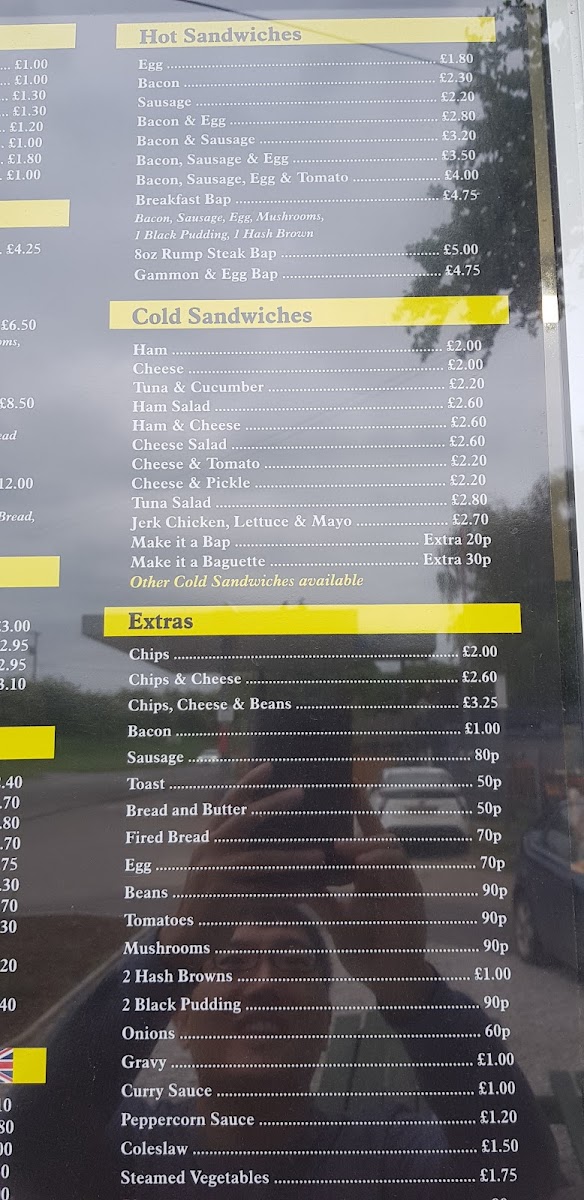 £1.00
£1.00
£1.30
£1.30
£1.20
£1.00
£1.80
£1.00
£4.25
£6.50
£8.50
12.00
Bread,
£3.00
2.95
2.95
3.10
.40
.70
.80
.70
75
30
70
30
20
40
Hot Sandwiches
Egg ........ £1.80
Bacon ........ £2.30
Sausage ........ £2.20
Bacon & Egg ........ £2.80
Bacon & Sausage ........ £3.20
Bacon, Sausage & Egg ........ £3.50
Bacon, Sausage, Egg & Tomato ........ £4.00
Breakfast Bap ........ £4.75
Bacon, Sausage, Egg, Mushrooms,
1 Black Pudding, 1 Hash Brown
8oz Rump Steak Bap ........ £5.00
Gammon & Egg Bap ........ £4.75
Cold Sandwiches
Ham ........ £2.00
Cheese ........ £2.00
Tuna & Cucumber ........ £2.20
Ham Salad ........ £2.60
Ham & Cheese ........ £2.60
Cheese Salad ........ £2.60
Cheese & Tomato ........ £2.20
Cheese & Pickle ........ £2.20
Tuna Salad ........ £2.80
Jerk Chicken, Lettuce & Mayo ........ £2.70
Make it a Bap ........ Extra 20p
Make it a Baguette ........ Extra 30p
Other Cold Sandwiches available
Extras
Chips ........ £2.00
Chips & Cheese ........ £2.60
Chips, Cheese & Beans ........ £3.25
Bacon ........ £1.00
Sausage ........ 80p
Toast ........ 50p
Bread and Butter ........ 50p
Fired Bread ........ 70p
Egg ........ 70p
Beans ........ 90p
Tomatoes ........ 90p
Mushrooms ........ 90p
2 Hash Browns ........ £1.00
2 Black Pudding ........ 90p
Onions ........ 60p
Gravy ........ £1.00
Curry Sauce ........ £1.00
Peppercorn Sauce ........ £1.20
Coleslaw ........ £1.50
Steamed Vegetables ........ £1.75